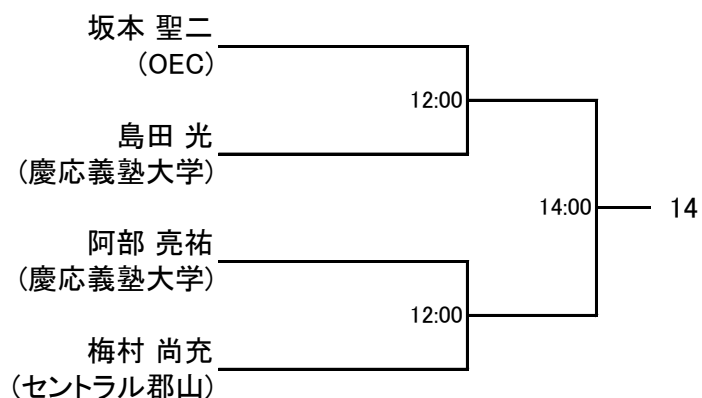 坂本 聖二
(OEC)
12:00
島田 光
(慶応義塾大学)
14:00
14
阿部 亮祐
(慶応義塾大学)
12:00
梅村 尚充
(セントラル郡山)